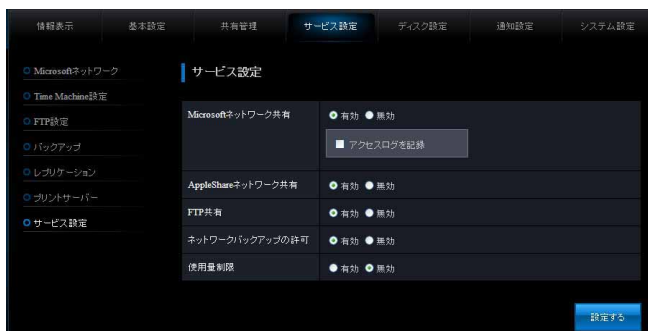 情報表示 基本設定 共有管理 サービス設定 ディスク設定 通知設定 システム設定
Microsoftネットワーク
Time Machine設定
FTP設定
バックアップ
レプリケーション
プリントサーバー
サービス設定
サービス設定
Microsoftネットワーク共有 有効 無効
アクセスログを記録
AppleShareネットワーク共有 有効 無効
FTP共有 有効 無効
ネットワークバックアップの許可 有効 無効
使用量制限 有効 無効
設定する